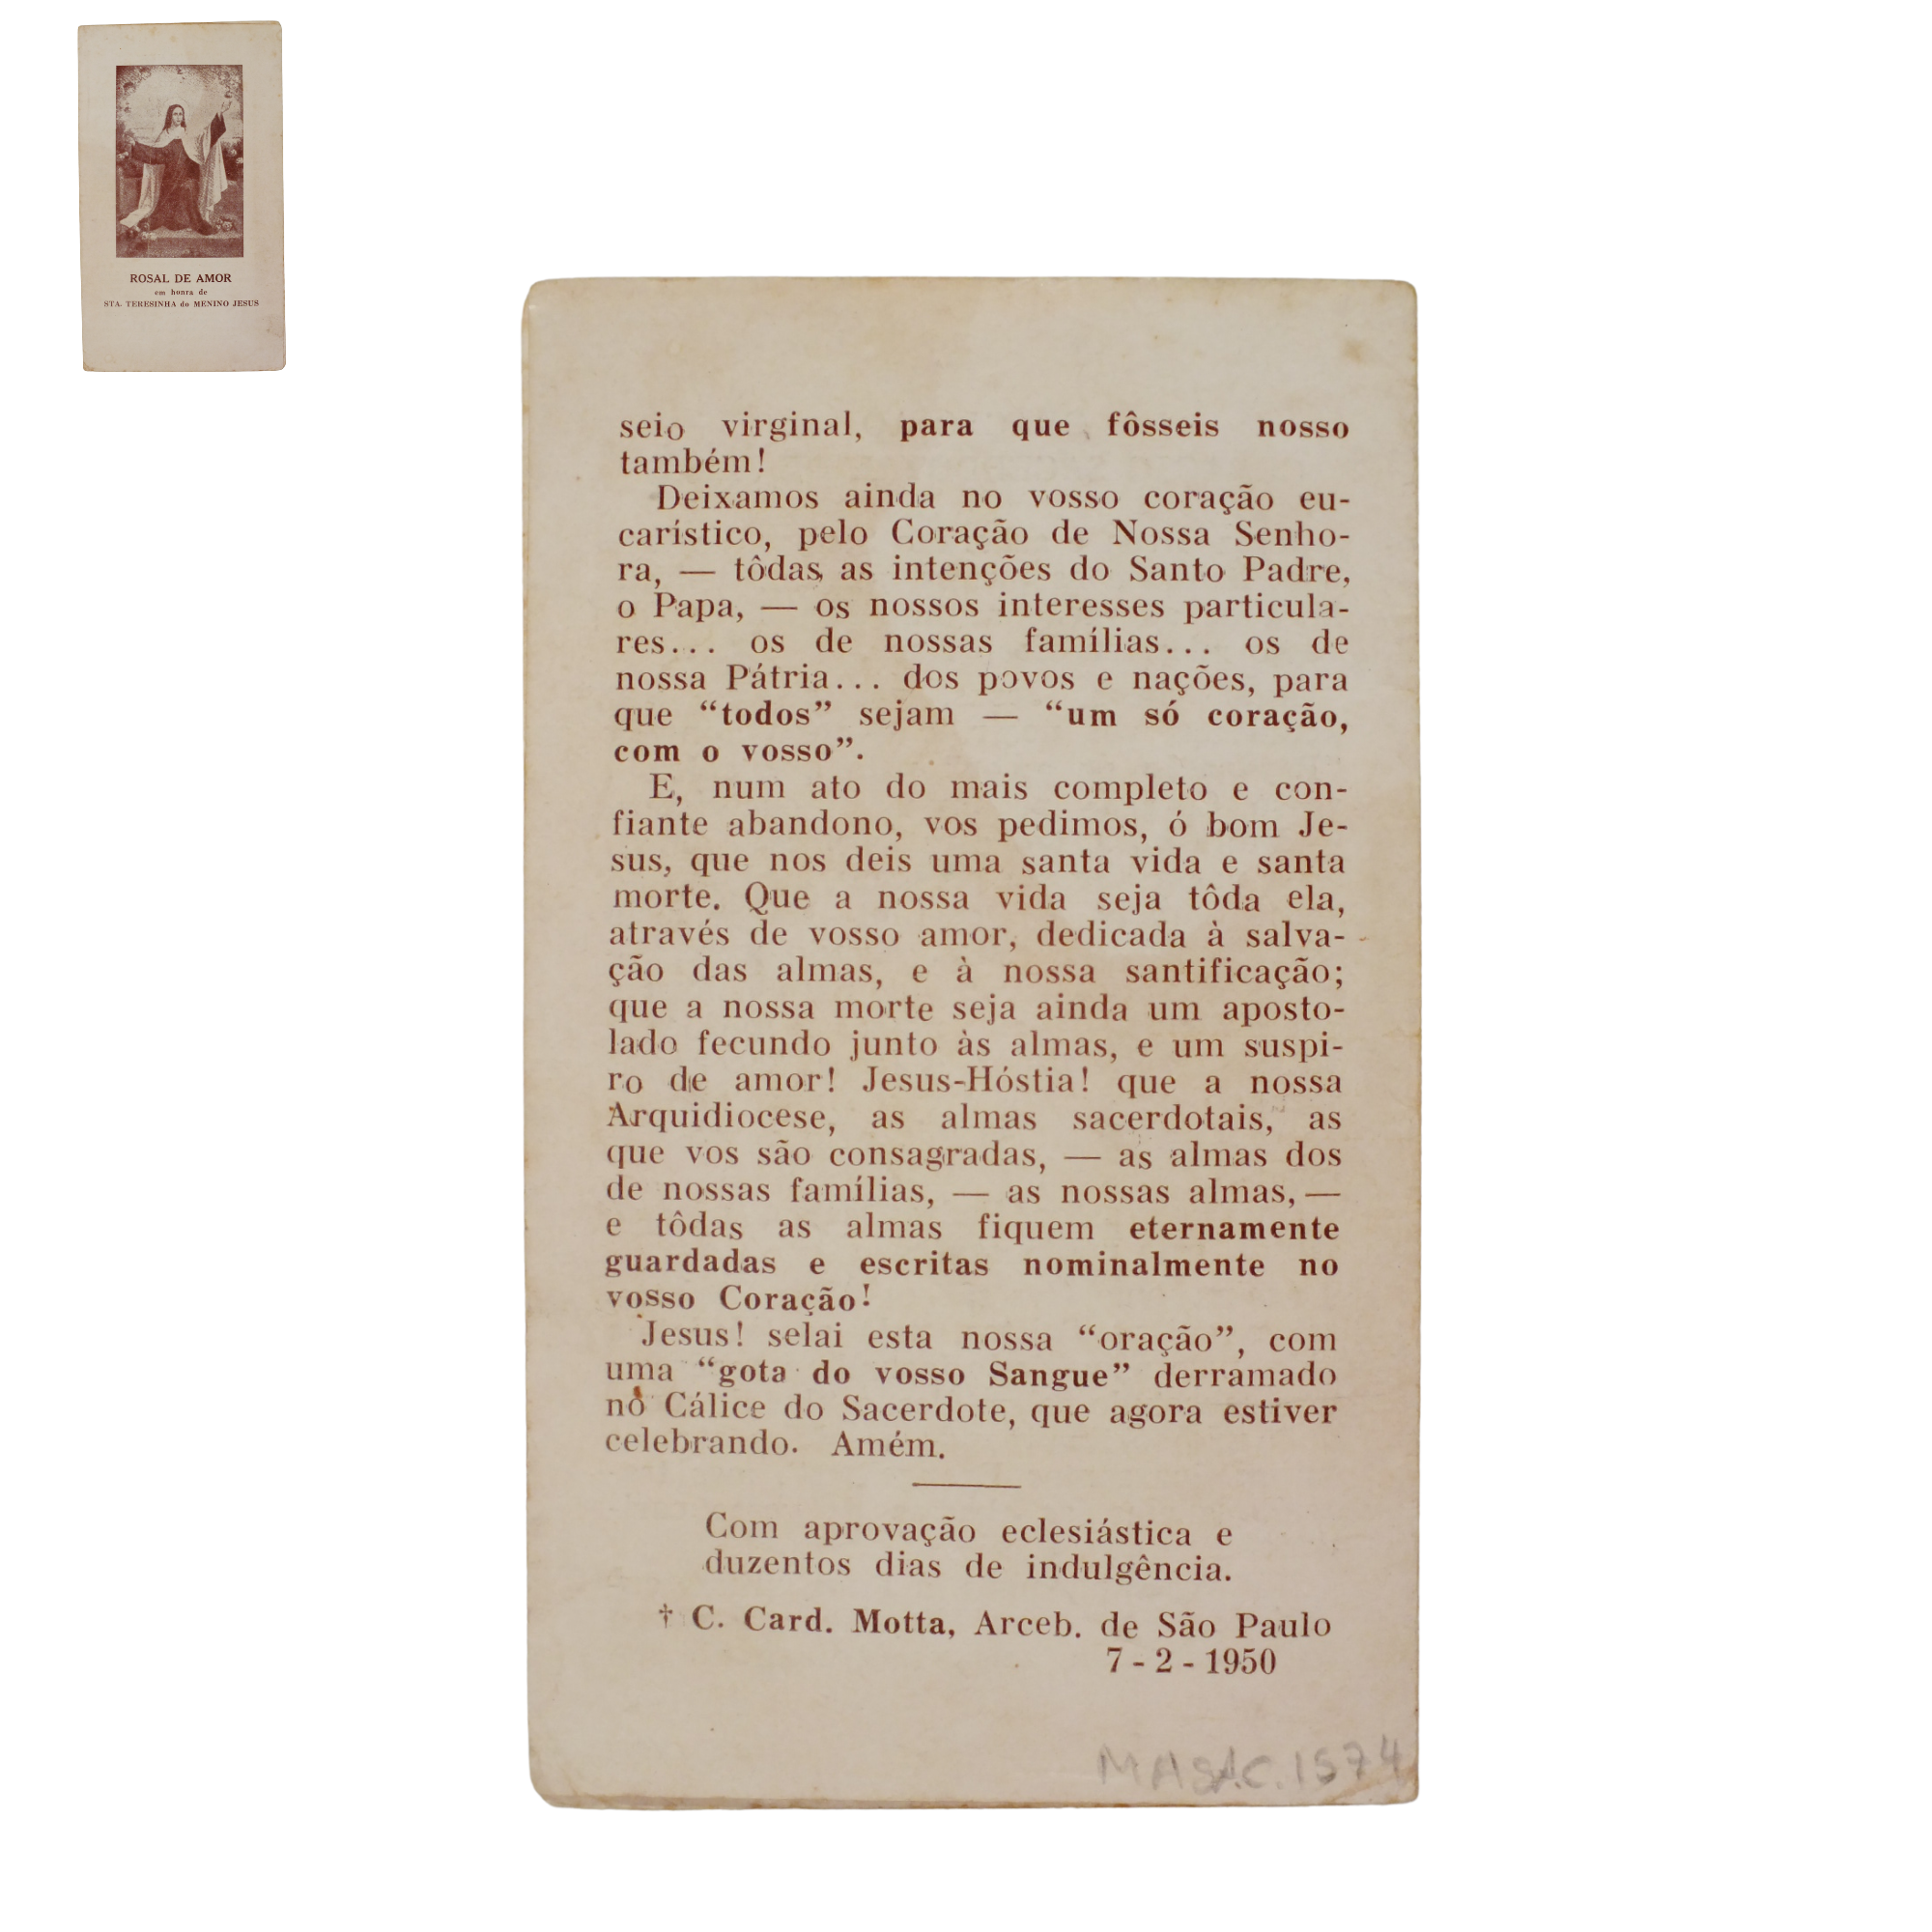 ROSAL DE AMOR
em honra de
STA. TERESINHA do MENINO JESUS
seio virginal, para que fôsseis nosso
também!
Deixamos ainda no vosso coração eu-
carístico, pelo Coração de Nossa Senho-
ra, — tôdas as intenções do Santo Padre,
o Papa, — os nossos interesses particula-
res... os de nossas famílias... os de
nossa Pátria... dos povos e nações, para
que “todos” sejam — “um só coração,
com o vosso”.
E, num ato do mais completo e con-
fiante abandono, vos pedimos, ó bom Je-
sus, que nos deis uma santa vida e santa
morte. Que a nossa vida seja tôda ela,
através de vosso amor, dedicada à salva-
ção das almas, e à nossa santificação;
que a nossa morte seja ainda um aposto-
lado fecundo junto às almas, e um suspi-
ro de amor! Jesus-Hóstia! que a nossa
Arquidiocese, as almas sacerdotais, as
que vos são consagradas, — as almas dos
de nossas famílias, — as nossas almas, —
e tôdas as almas fiquem eternamente
guardadas e escritas nominalmente no
vosso Coração!
Jesus! selai esta nossa “oração”, com
uma “gota do vosso Sangue” derramado
no Cálice do Sacerdote, que agora estiver
celebrando. Amém.
Com aprovação eclesiástica e
duzentos dias de indulgência.
† C. Card. Motta, Arceb. de São Paulo
7 - 2 - 1950
MASAC.1574